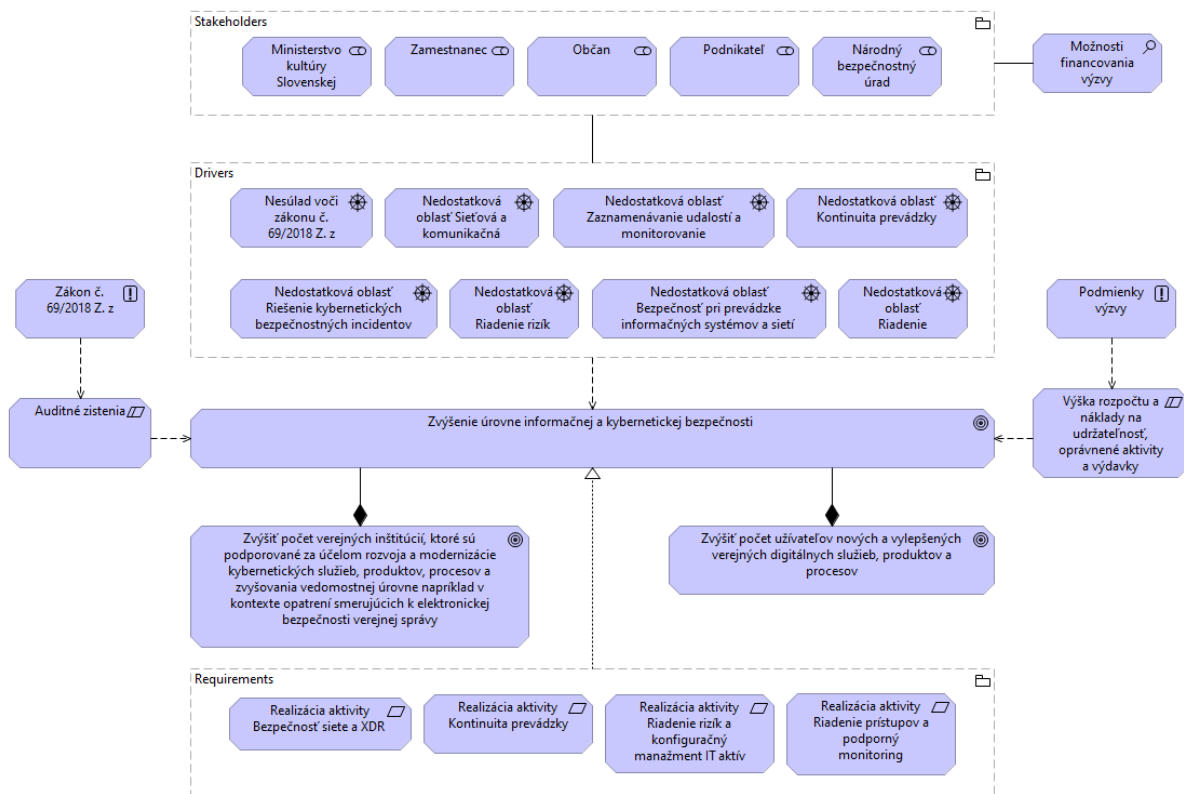 Stakeholders
Ministerstvo
kultúry
Slovenskej
Zamestnanec
Občan
Podnikateľ
Národný
bezpečnostný
úrad
Možnosti
financovania
výzvy
Drivers
Nesúlad voči
zákonu č.
69/2018 Z. z
Nedostatková
oblasť Sieťová a
komunikačná
Nedostatková oblasť
Zaznamenávanie udalostí a
monitorovanie
Nedostatková oblasť
Kontinuita prevádzky
Zákon č.
69/2018 Z. z
Nedostatková oblasť
Riešenie kybernetických
bezpečnostných incidentov
Nedostatková
oblasť
Riadenie rizík
Nedostatková oblasť
Bezpečnosť pri prevádzke
informačných systémov a sietí
Nedostatková
oblasť
Riadenie
Podmienky
výzvy
Auditné zistenia
Zvýšenie úrovne informačnej a kybernetickej bezpečnosti
Výška rozpočtu a
náklady na
udržateľnosť,
oprávnené aktivity
a výdavky
Zvýšiť počet verejných inštitúcií, ktoré sú
podporované za účelom rozvoja a modernizácie
kybernetických služieb, produktov, procesov a
zvyšovania vedomostnej úrovne napríklad v
kontexte opatrení smerujúcich k elektronickej
bezpečnosti verejnej správy
Zvýšiť počet užívateľov nových a vylepšených
verejných digitálnych služieb, produktov a
procesov
Requirements
Realizácia aktivity
Bezpečnosť siete a XDR
Realizácia aktivity
Kontinuita prevádzky
Realizácia aktivity
Riadenie rizík a
konfiguračný
manažment IT aktív
Realizácia aktivity
Riadenie prístupov a
podporný
monitoring